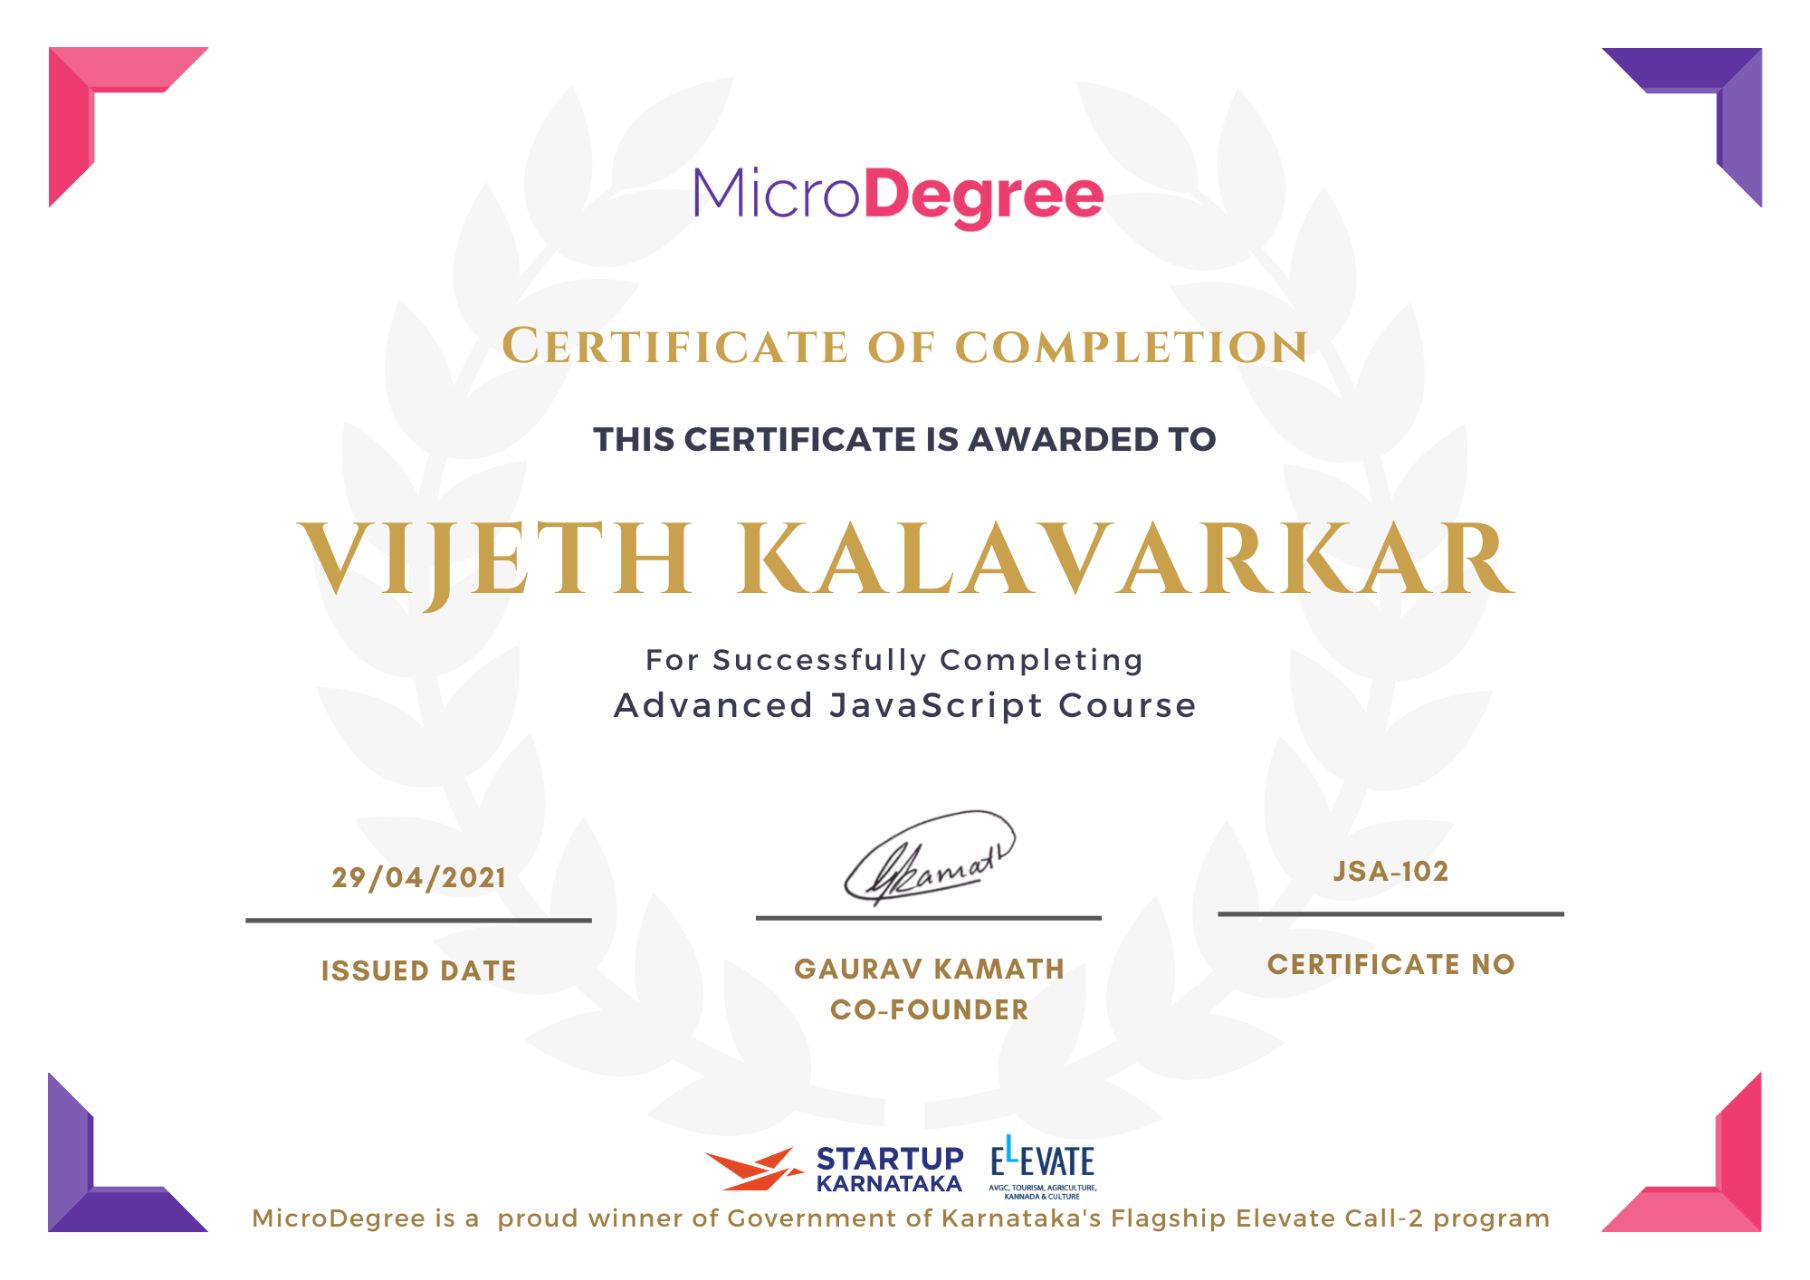 MicroDegree
CERTIFICATE OF COMPLETION
THIS CERTIFICATE IS AWARDED TO
VIJETH KALAVARKAR
For Successfully Completing
Advanced JavaScript Course
29/04/2021
ISSUED DATE
GKamath
GAURAV KAMATH
CO-FOUNDER
JSA-102
CERTIFICATE NO
STARTUP
KARNATAKA
ELEVATE
AVGC, TOURISM, AGRICULTURE,
KANNADA & CULTURE
MicroDegree is a proud winner of Government of Karnataka's Flagship Elevate Call-2 program